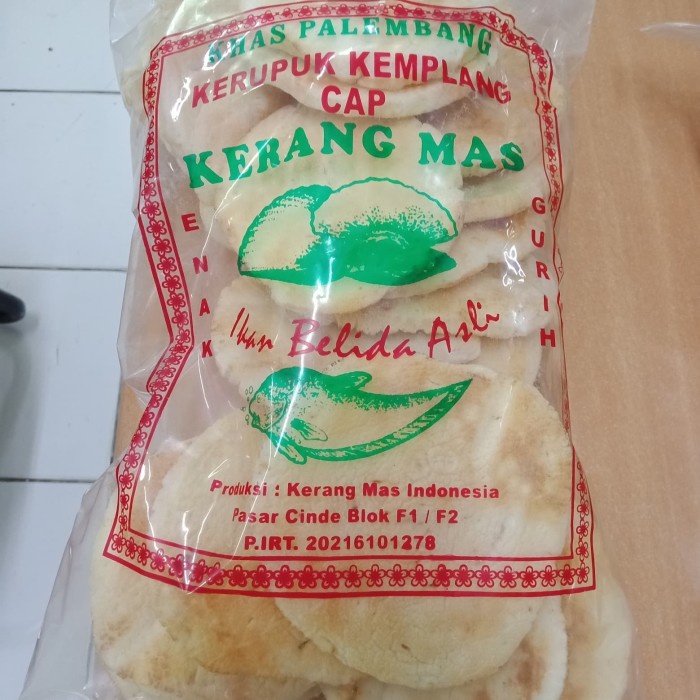 KHAS PALEMBANG
KERUPUK KEMPLANG
CAP
KERANG MAS
ENAK
GURIH
Ikan Belida Asli
Produksi : Kerang Mas Indonesia
Pasar Cinde Blok F1 / F2
P.IRT. 20216101278